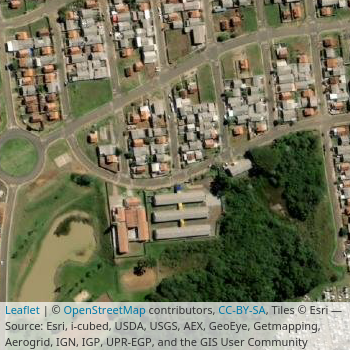 Leaflet | © OpenStreetMap contributors, CC-BY-SA, Tiles © Esri —
Source: Esri, i-cubed, USDA, USGS, AEX, GeoEye, Getmapping,
Aerogrid, IGN, IGP, UPR-EGP, and the GIS User Community